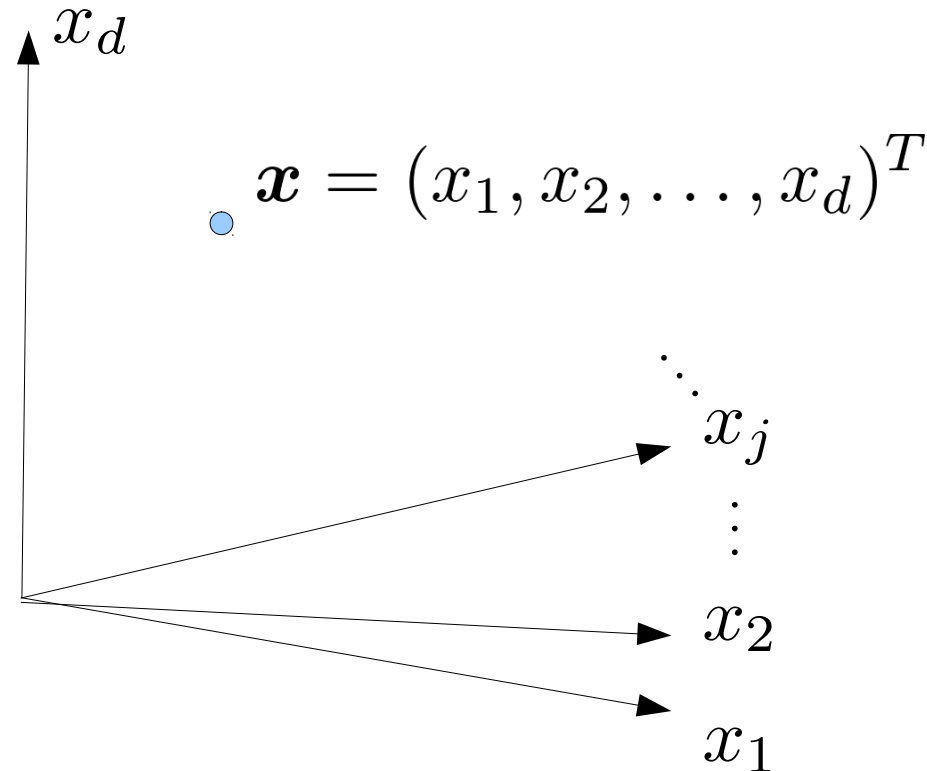 x_d
x = (x_1, x_2, . . . , x_d)^T
⋱
x_j
⋮
x_2
x_1